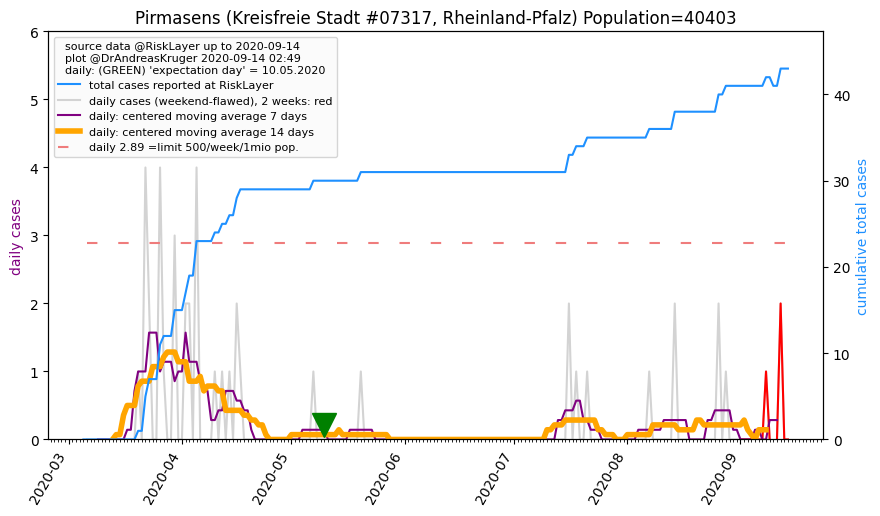 Pirmasens (Kreisfreie Stadt #07317, Rheinland-Pfalz) Population=40403
source data @RiskLayer up to 2020-09-14
plot @DrAndreasKruger 2020-09-14 02:49
daily: (GREEN) 'expectation day' = 10.05.2020
total cases reported at RiskLayer
daily cases (weekend-flawed), 2 weeks: red
daily: centered moving average 7 days
daily: centered moving average 14 days
daily 2.89 =limit 500/week/1mio pop.
daily cases
6
5
4
3
2
1
0
cumulative total cases
40
30
20
10
0
2020-03
2020-04
2020-05
2020-06
2020-07
2020-08
2020-09